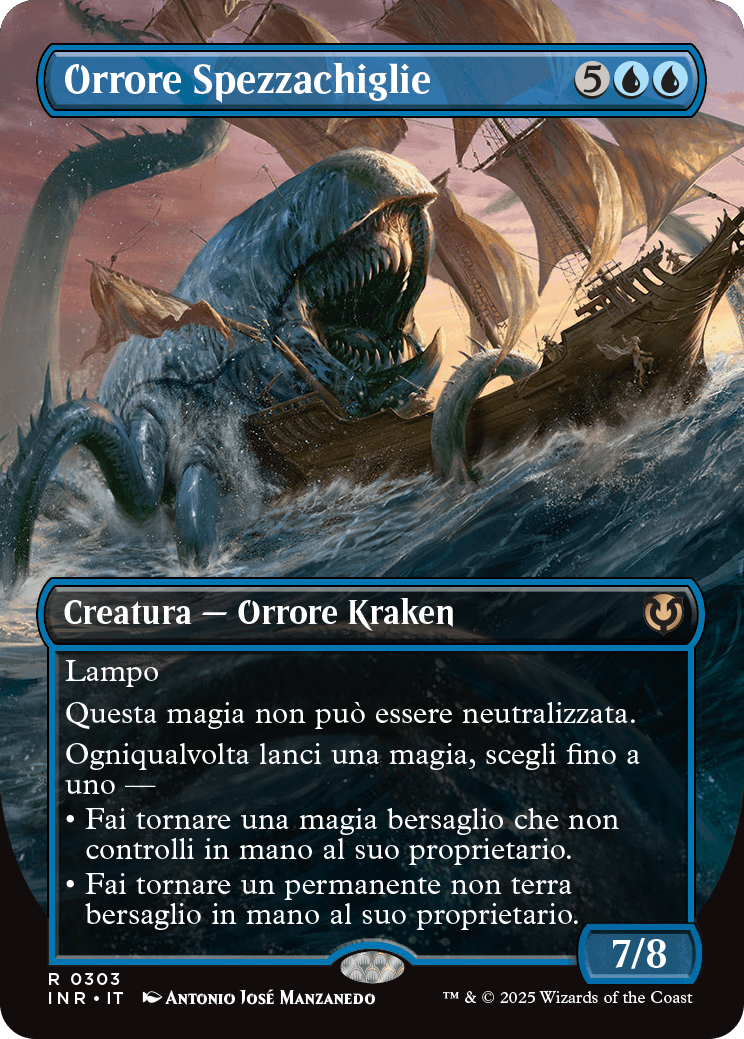 Orrore Spezzachiglie 5
Creatura — Orrore Kraken
Lampo
Questa magia non può essere neutralizzata.
Ogniqualvolta lanci una magia, scegli fino a
uno —
• Fai tornare una magia bersaglio che non
controlli in mano al suo proprietario.
• Fai tornare un permanente non terra
bersaglio in mano al suo proprietario.
7/8
R 0303
INR • IT Antonio José Manzanedo
™ & © 2025 Wizards of the Coast